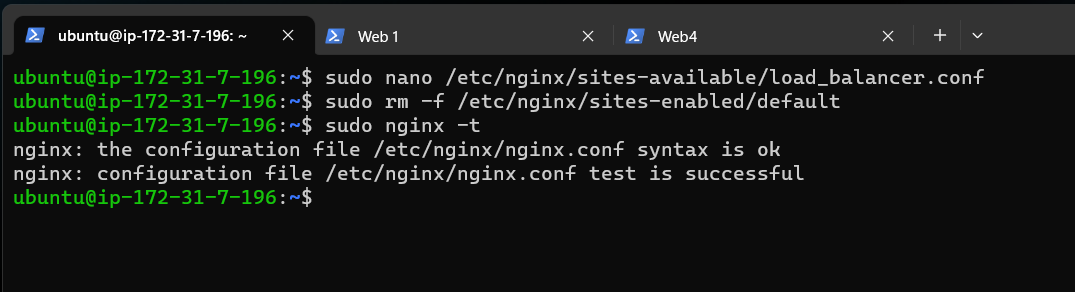 ubuntu@ip-172-31-7-196: ~ Web 1 Web4
ubuntu@ip-172-31-7-196:~$ sudo nano /etc/nginx/sites-available/load_balancer.conf
ubuntu@ip-172-31-7-196:~$ sudo rm -f /etc/nginx/sites-enabled/default
ubuntu@ip-172-31-7-196:~$ sudo nginx -t
nginx: the configuration file /etc/nginx/nginx.conf syntax is ok
nginx: configuration file /etc/nginx/nginx.conf test is successful
ubuntu@ip-172-31-7-196:~$